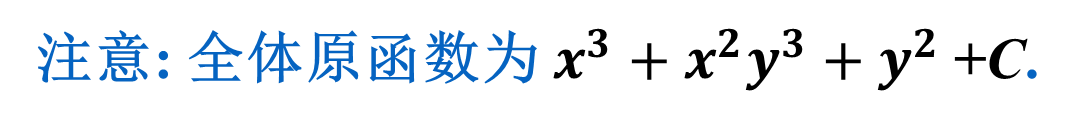 注意: 全体原函数为 x³ + x²y³ + y² +C.